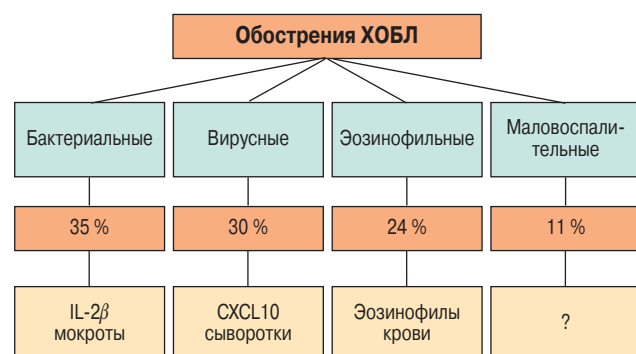 Обострения ХОБЛ
Бактериальные
Вирусные
Эозинофильные
Маловоспали-
тельные
35 %
30 %
24 %
11 %
IL-2β
мокроты
CXCL10
сыворотки
Эозинофилы
крови
?